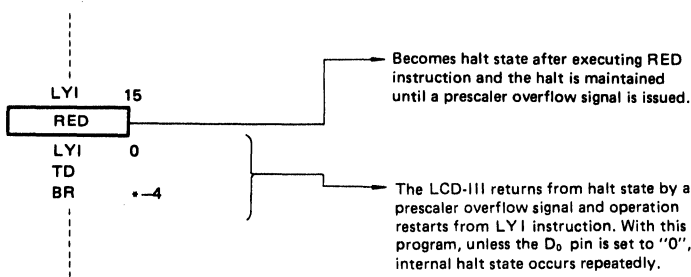 Becomes halt state after executing RED
instruction and the halt is maintained
until a prescaler overflow signal is issued.
LYI 15
RED
LYI 0
TD
BR *–4
The LCD-III returns from halt state by a
prescaler overflow signal and operation
restarts from LYI instruction. With this
program, unless the D₀ pin is set to "0",
internal halt state occurs repeatedly.